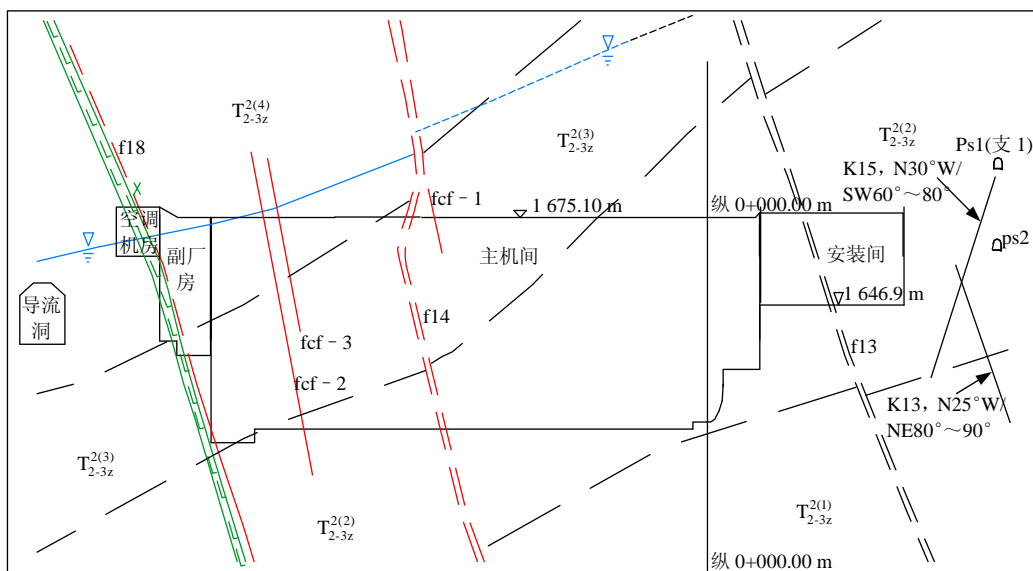 T2(4)2-3z
T2(3)2-3z
T2(2)2-3z
Ps1(支 1)
f18
K15，N30°W/
SW60°～80°
fcf‐1
1 675.10 m
纵 0+000.00 m
空调
机房
副厂
房
主机间
安装间
ps2
导流
洞
1 646.9 m
f14
fcf‐3
f13
fcf‐2
K13，N25°W/
NE80°～90°
T2(3)2-3z
T2(2)2-3z
T2(1)2-3z
纵 0+000.00 m